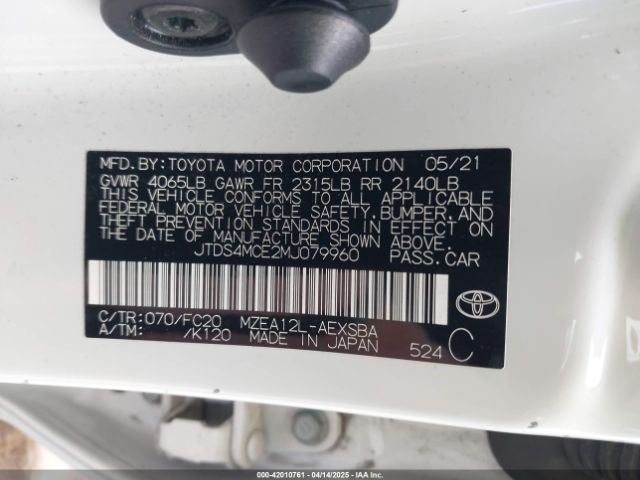 MFD.BY:TOYOTA MOTOR CORPORATION 05/21
GVWR 4065LB GAWR FR 2315LB RR 2140LB
THIS VEHICLE CONFORMS TO ALL APPLICABLE
FEDERAL MOTOR VEHICLE SAFETY,BUMPER,AND
THEFT PREVENTION STANDARDS IN EFFECT ON
THE DATE OF MANUFACTURE SHOWN ABOVE.
JTDS4MCE2MJ079960 PASS.CAR
C/TR:070/FC20 MZEA12L-AEXSBA
A/TM: /K120 MADE IN JAPAN 524 C
000-42010761 | 04/14/2025 | IAAI.COM